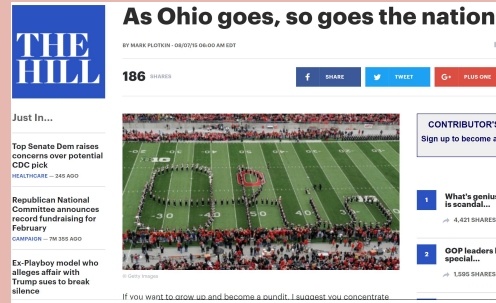 THE
HILL
As Ohio goes, so goes the nation
BY MARK PLOTKIN - 08/07/15 06:00 AM EDT
186 SHARES
SHARE
TWEET
G+ PLUS ONE
Just In...
Top Senate Dem raises
concerns over potential
CDC pick
HEALTHCARE — 24S AGO
Republican National
Committee announces
record fundraising for
February
CAMPAIGN — 7M 35S AGO
Ex-Playboy model who
alleges affair with
Trump sues to break
silence
Ohio
© Getty Images
If you want to grow up and become a pundit, I suggest you concentrate
CONTRIBUTOR'S
Sign up to become a
1
What's genius
is scandal...
4,421 SHARES
2
GOP leaders
special...
1,595 SHARES